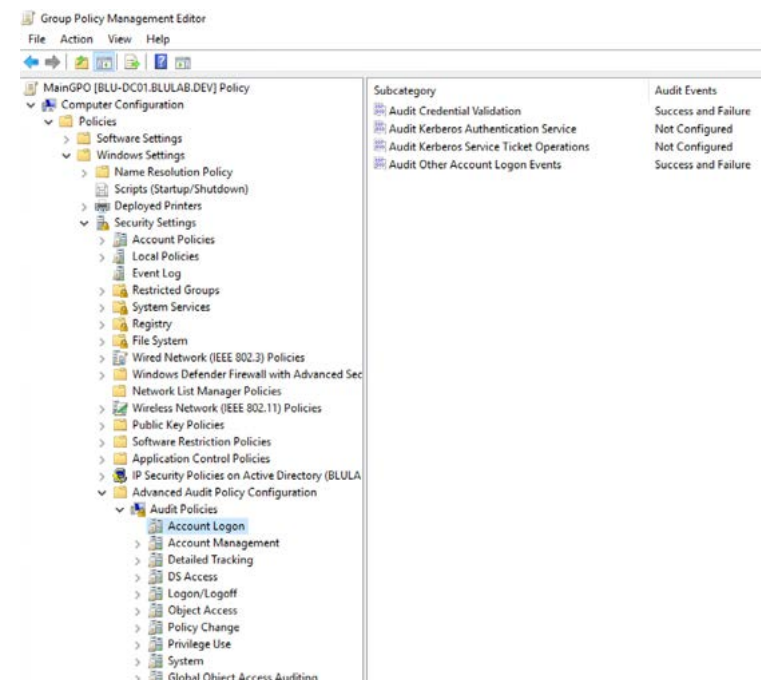 Group Policy Management Editor
File Action View Help
MainGPO [BLU-DC01.BLULAB.DEV] Policy
Computer Configuration
Policies
Software Settings
Windows Settings
Name Resolution Policy
Scripts (Startup/Shutdown)
Deployed Printers
Security Settings
Account Policies
Local Policies
Event Log
Restricted Groups
System Services
Registry
File System
Wired Network (IEEE 802.3) Policies
Windows Defender Firewall with Advanced Sec
Network List Manager Policies
Wireless Network (IEEE 802.11) Policies
Public Key Policies
Software Restriction Policies
Application Control Policies
IP Security Policies on Active Directory (BLULA
Advanced Audit Policy Configuration
Audit Policies
Account Logon
Account Management
Detailed Tracking
DS Access
Logon/Logoff
Object Access
Policy Change
Privilege Use
System
Global Object Access Auditing
Subcategory Audit Events
Audit Credential Validation Success and Failure
Audit Kerberos Authentication Service Not Configured
Audit Kerberos Service Ticket Operations Not Configured
Audit Other Account Logon Events Success and Failure